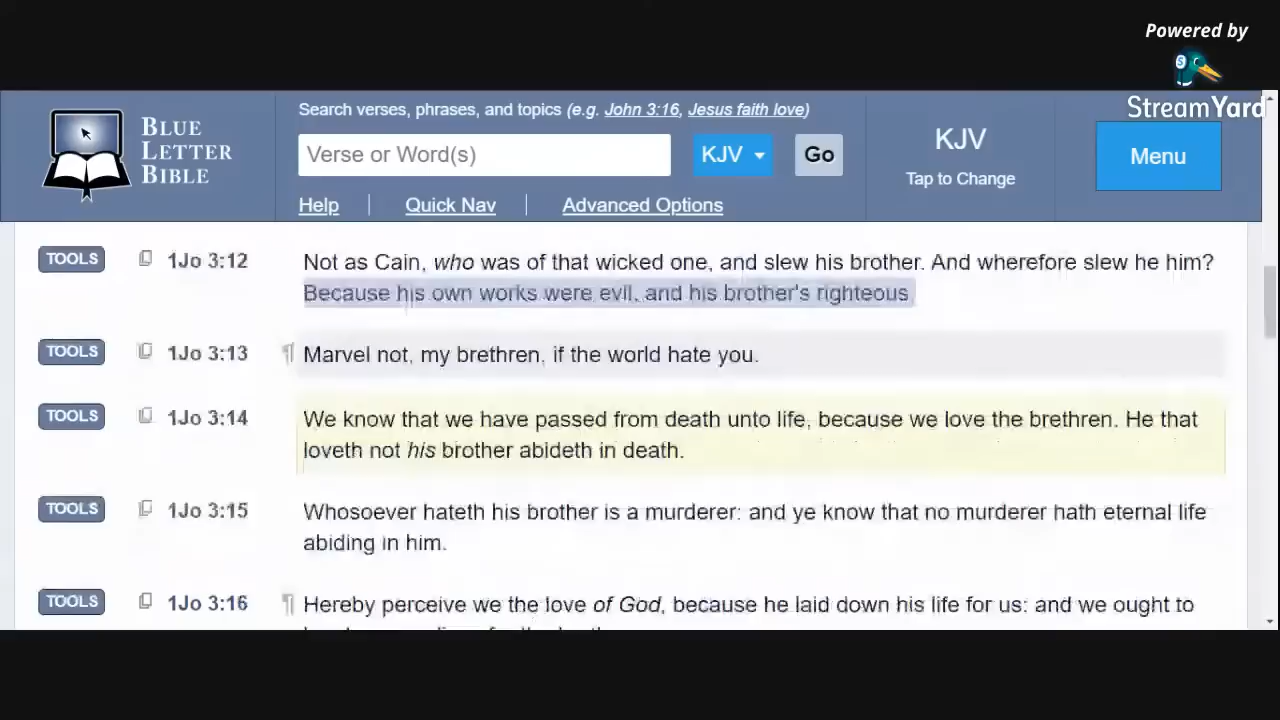 Powered by
StreamYard
BLUE
LETTER
BIBLE
Search verses, phrases, and topics (e.g. John 3:16, Jesus faith love)
Verse or Word(s)
KJV
Go
Help
Quick Nav
Advanced Options
KJV
Tap to Change
Menu
TOOLS 1Jo 3:12 Not as Cain, who was of that wicked one, and slew his brother. And wherefore slew he him?
Because his own works were evil, and his brother's righteous.
TOOLS 1Jo 3:13 ¶ Marvel not, my brethren, if the world hate you.
TOOLS 1Jo 3:14 We know that we have passed from death unto life, because we love the brethren. He that
loveth not his brother abideth in death.
TOOLS 1Jo 3:15 Whosoever hateth his brother is a murderer: and ye know that no murderer hath eternal life
abiding in him.
TOOLS 1Jo 3:16 ¶ Hereby perceive we the love of God, because he laid down his life for us: and we ought to